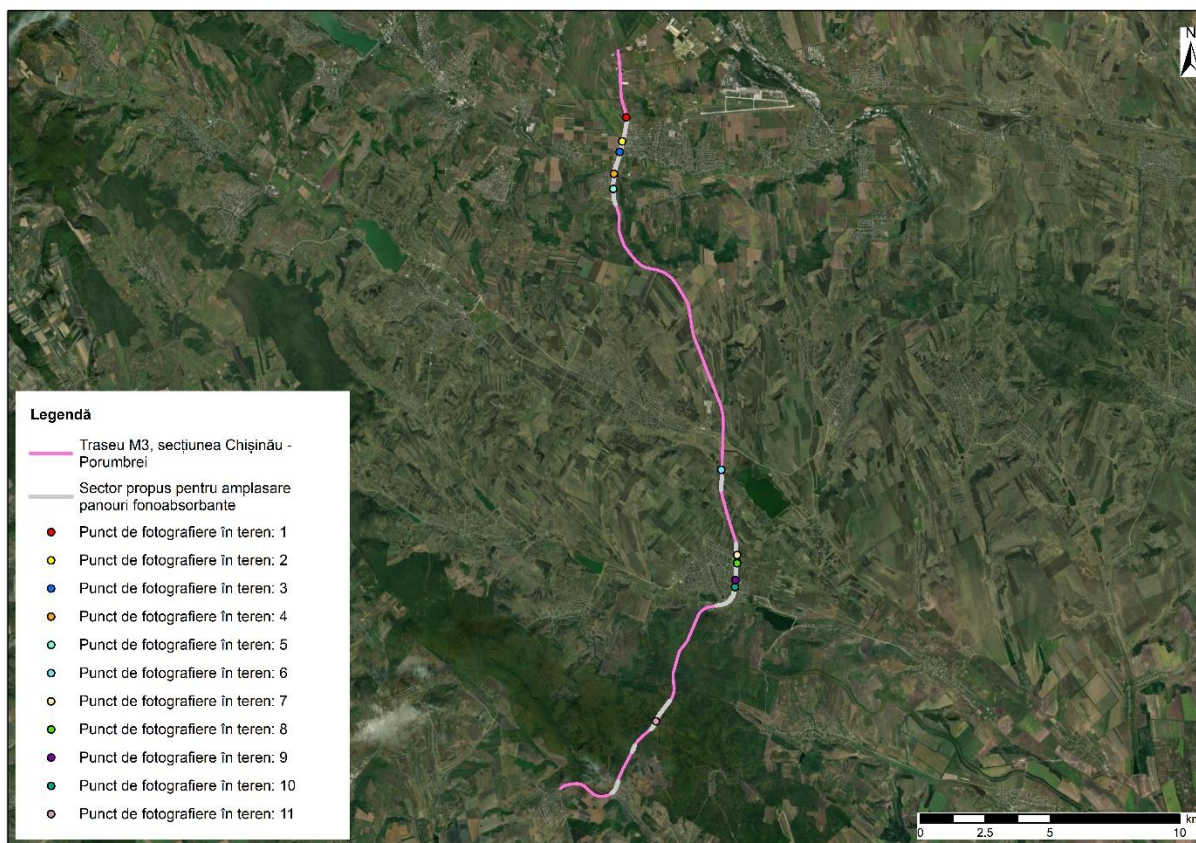 N
Legendă
Traseu M3, secțiunea Chișinău -
Porumbrei
Sector propus pentru amplasare
panouri fonoabsorbante
Punct de fotografiere în teren: 1
Punct de fotografiere în teren: 2
Punct de fotografiere în teren: 3
Punct de fotografiere în teren: 4
Punct de fotografiere în teren: 5
Punct de fotografiere în teren: 6
Punct de fotografiere în teren: 7
Punct de fotografiere în teren: 8
Punct de fotografiere în teren: 9
Punct de fotografiere în teren: 10
Punct de fotografiere în teren: 11
km
0 2.5 5 10